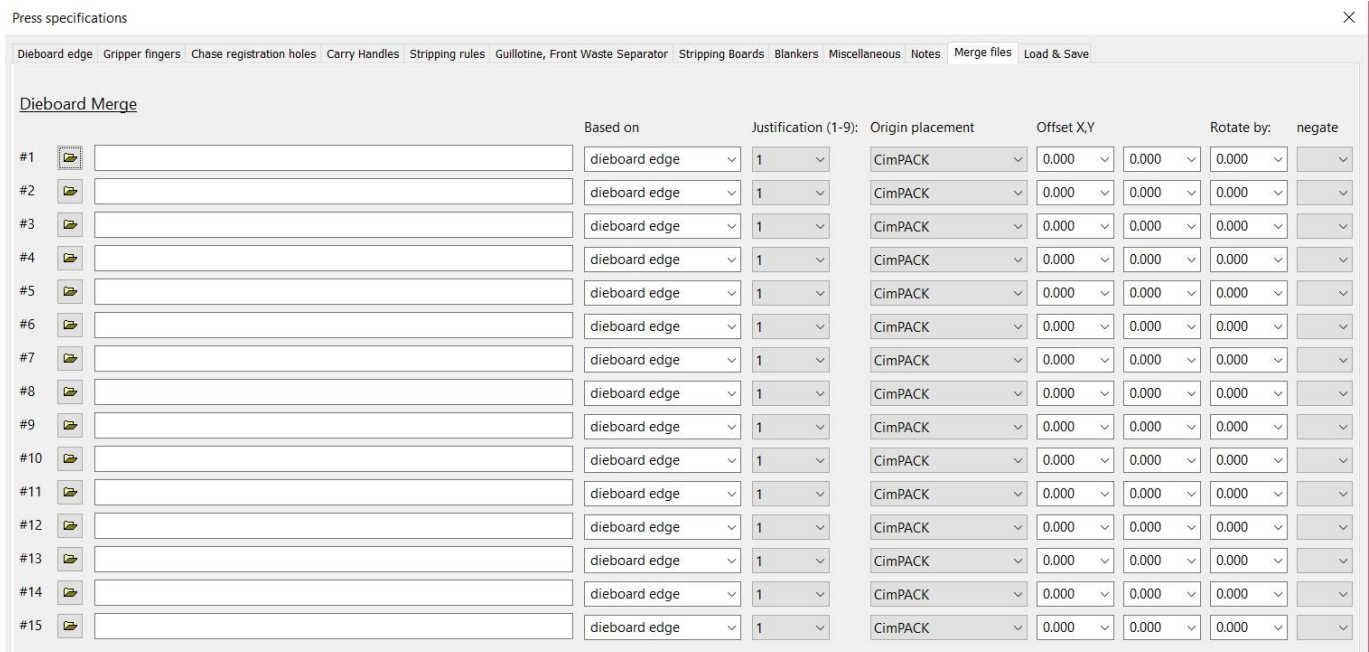 Press specifications
Dieboard edge Gripper fingers Chase registration holes Carry Handles Stripping rules Guillotine, Front Waste Separator Stripping Boards Blankers Miscellaneous Notes Merge files Load & Save
Dieboard Merge
Based on Justification (1-9): Origin placement Offset X,Y Rotate by: negate
#1 dieboard edge 1 CimPACK 0.000 0.000 0.000
#2 dieboard edge 1 CimPACK 0.000 0.000 0.000
#3 dieboard edge 1 CimPACK 0.000 0.000 0.000
#4 dieboard edge 1 CimPACK 0.000 0.000 0.000
#5 dieboard edge 1 CimPACK 0.000 0.000 0.000
#6 dieboard edge 1 CimPACK 0.000 0.000 0.000
#7 dieboard edge 1 CimPACK 0.000 0.000 0.000
#8 dieboard edge 1 CimPACK 0.000 0.000 0.000
#9 dieboard edge 1 CimPACK 0.000 0.000 0.000
#10 dieboard edge 1 CimPACK 0.000 0.000 0.000
#11 dieboard edge 1 CimPACK 0.000 0.000 0.000
#12 dieboard edge 1 CimPACK 0.000 0.000 0.000
#13 dieboard edge 1 CimPACK 0.000 0.000 0.000
#14 dieboard edge 1 CimPACK 0.000 0.000 0.000
#15 dieboard edge 1 CimPACK 0.000 0.000 0.000